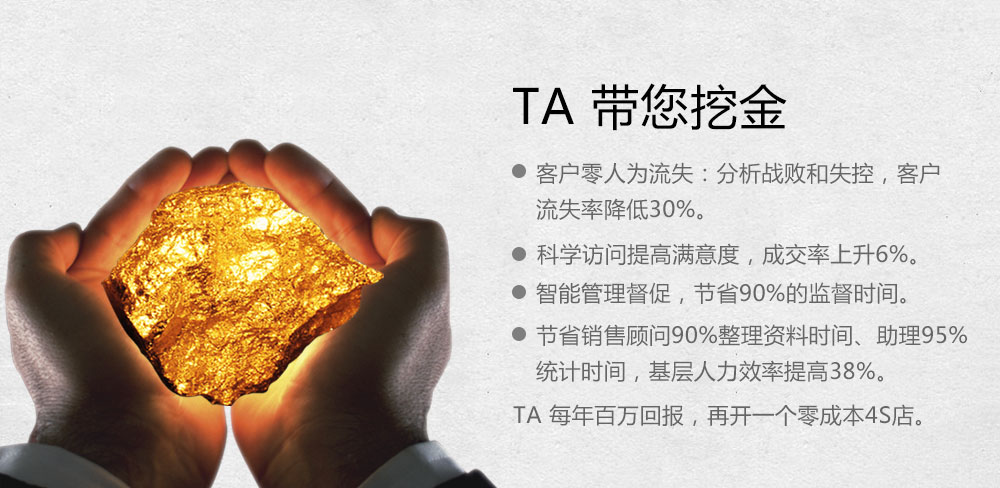 TA 带您挖金
● 客户零人为流失：分析战败和失控，客户
流失率降低30%。
● 科学访问提高满意度，成交率上升6%。
● 智能管理督促，节省90%的监督时间。
● 节省销售顾问90%整理资料时间、助理95%
统计时间，基层人力效率提高38%。
TA 每年百万回报，再开一个零成本4S店。